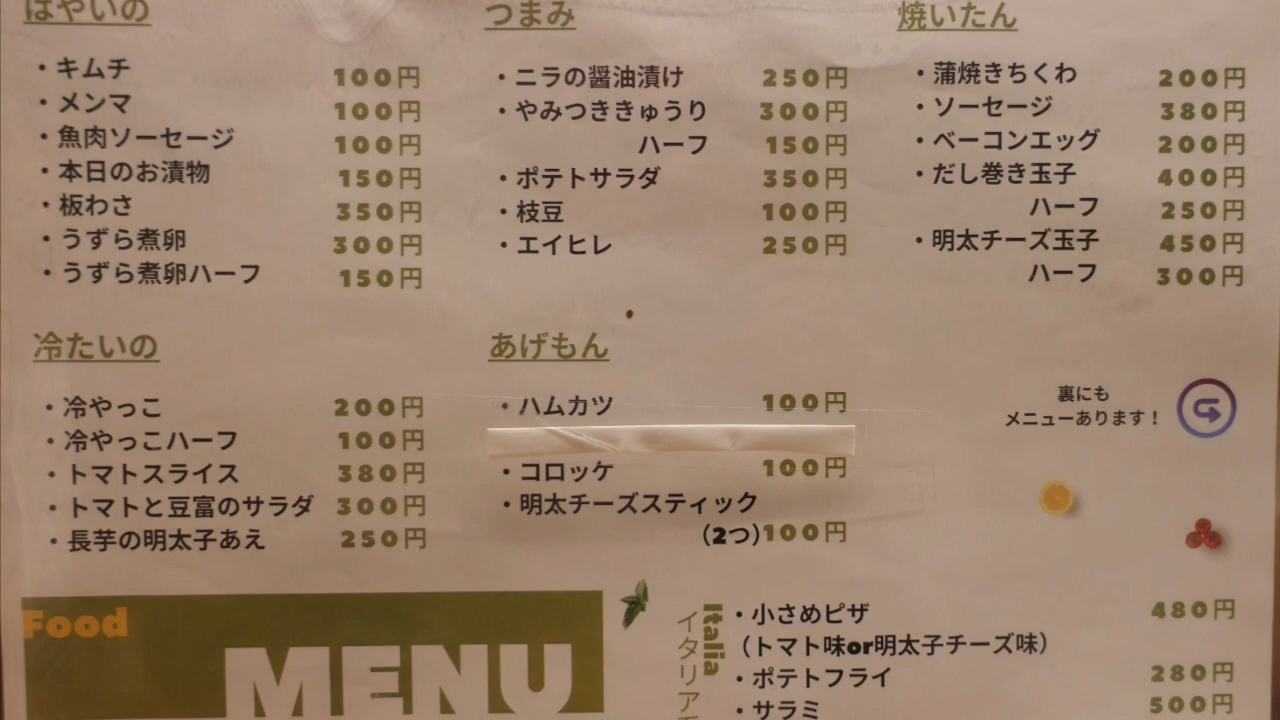 はやいの
・キムチ 100円
・メンマ 100円
・魚肉ソーセージ 100円
・本日のお漬物 150円
・板わさ 350円
・うずら煮卵 300円
・うずら煮卵ハーフ 150円
つまみ
・ニラの醤油漬け 250円
・やみつききゅうり 300円
ハーフ 150円
・ポテトサラダ 350円
・枝豆 100円
・エイヒレ 250円
焼いたん
・蒲焼きちくわ 200円
・ソーセージ 380円
・ベーコンエッグ 200円
・だし巻き玉子 400円
ハーフ 250円
・明太チーズ玉子 450円
ハーフ 300円
冷たいの
・冷やっこ 200円
・冷やっこハーフ 100円
・トマトスライス 380円
・トマトと豆富のサラダ 300円
・長芋の明太子あえ 250円
あげもん
・ハムカツ 100円
・コロッケ 100円
・明太チーズスティック
（2つ）100円
裏にも
メニューあります！
Food
MENU
Italia
イタリア
・小さめピザ 480円
（トマト味or明太子チーズ味）
・ポテトフライ 280円
・サラミ 500円